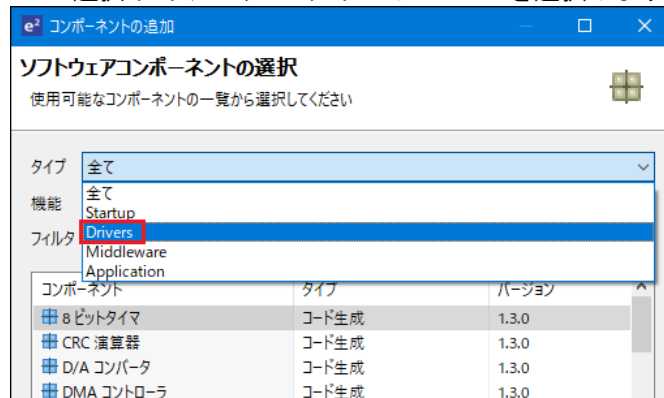 e² コンポーネントの追加
ソフトウェアコンポーネントの選択
使用可能なコンポーネントの一覧から選択してください
タイプ 全て
機能
全て
Startup
フィルタ
Drivers
Middleware
Application
コンポーネント タイプ バージョン
8 ビットタイマ コード生成 1.3.0
CRC 演算器 コード生成 1.3.0
D/A コンバータ コード生成 1.3.0
DMA コントローラ コード生成 1.3.0